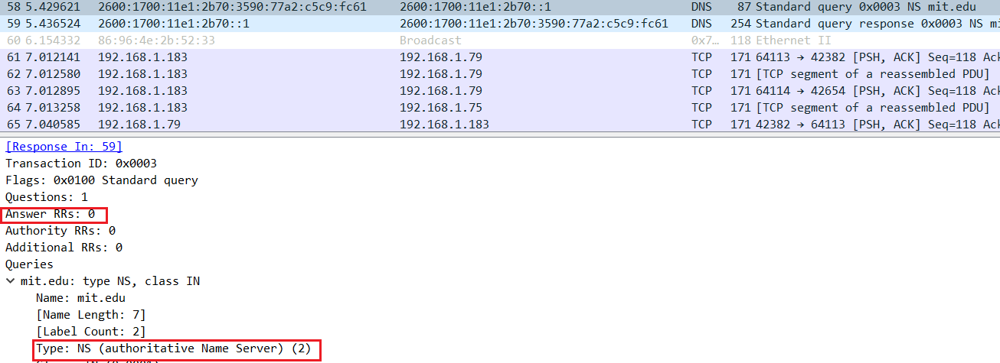 58 5.429621 2600:1700:11e1:2b70:3590:77a2:c5c9:fc61 2600:1700:11e1:2b70::1 DNS 87 Standard query 0x0003 NS mit.edu
59 5.436524 2600:1700:11e1:2b70::1 2600:1700:11e1:2b70:3590:77a2:c5c9:fc61 DNS 254 Standard query response 0x0003 NS mi
60 6.154332 86:96:4e:2b:52:33 Broadcast 0x7… 118 Ethernet II
61 7.012141 192.168.1.183 192.168.1.79 TCP 171 64113 → 42382 [PSH, ACK] Seq=118 Ack
62 7.012580 192.168.1.183 192.168.1.79 TCP 171 [TCP segment of a reassembled PDU]
63 7.012895 192.168.1.183 192.168.1.79 TCP 171 64114 → 42654 [PSH, ACK] Seq=118 Ack
64 7.013258 192.168.1.183 192.168.1.75 TCP 171 [TCP segment of a reassembled PDU]
65 7.040585 192.168.1.79 192.168.1.183 TCP 171 42382 → 64113 [PSH, ACK] Seq=118 Ack
[Response In: 59]
Transaction ID: 0x0003
Flags: 0x0100 Standard query
Questions: 1
Answer RRs: 0
Authority RRs: 0
Additional RRs: 0
Queries
mit.edu: type NS, class IN
Name: mit.edu
[Name Length: 7]
[Label Count: 2]
Type: NS (authoritative Name Server) (2)